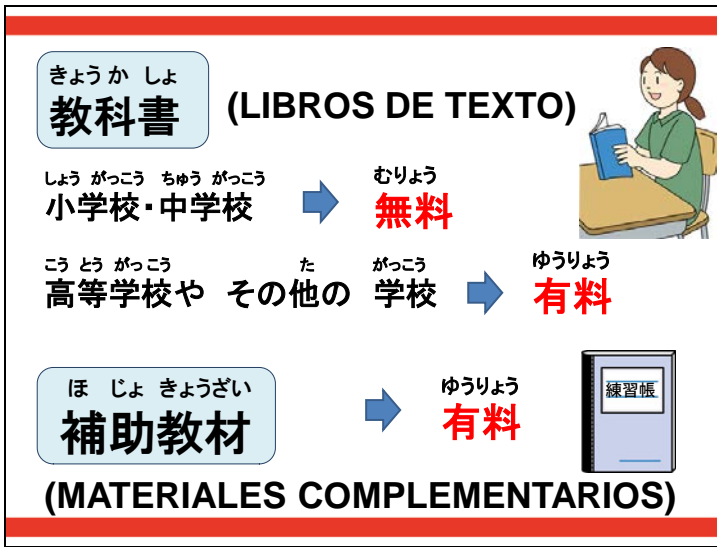 きょう か しょ
教科書 (LIBROS DE TEXTO)
しょう がっこう ちゅう がっこう むりょう
小学校・中学校 無料
こう とう がっこう た がっこう ゆうりょう
高等学校や その他の 学校 有料
ほ じょ きょうざい ゆうりょう
補助教材 有料
練習帳
(MATERIALES COMPLEMENTARIOS)